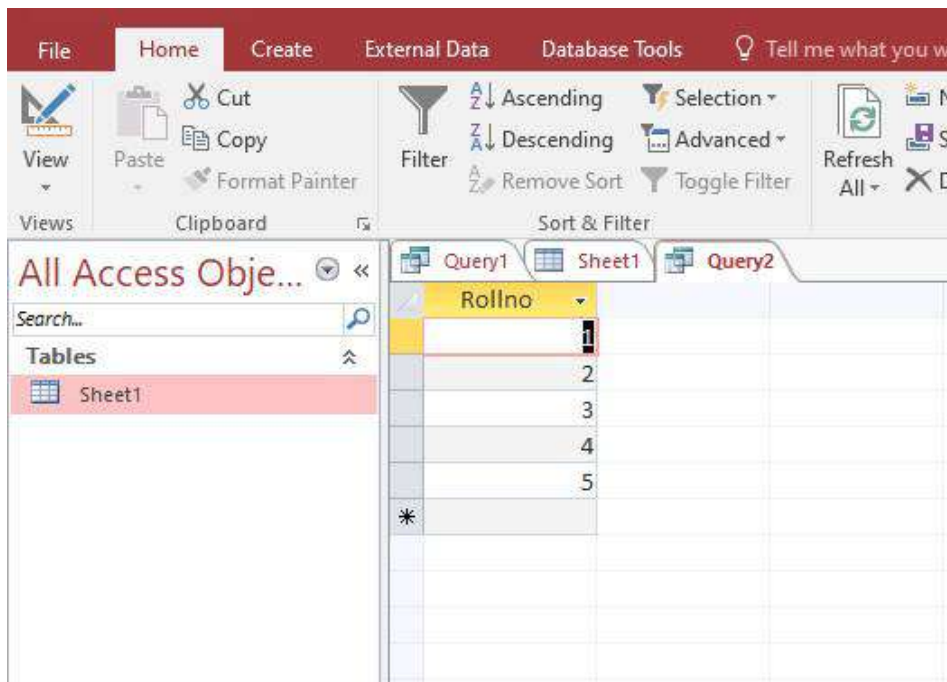 File Home Create External Data Database Tools Tell me what you w
View
Paste
Cut
Copy
Format Painter
Filter
Ascending
Descending
Remove Sort
Selection
Advanced
Toggle Filter
Refresh
All
Views Clipboard Sort & Filter
All Access Obje...
Search...
Tables
Sheet1
Query1 Sheet1 Query2
Rollno
1
2
3
4
5